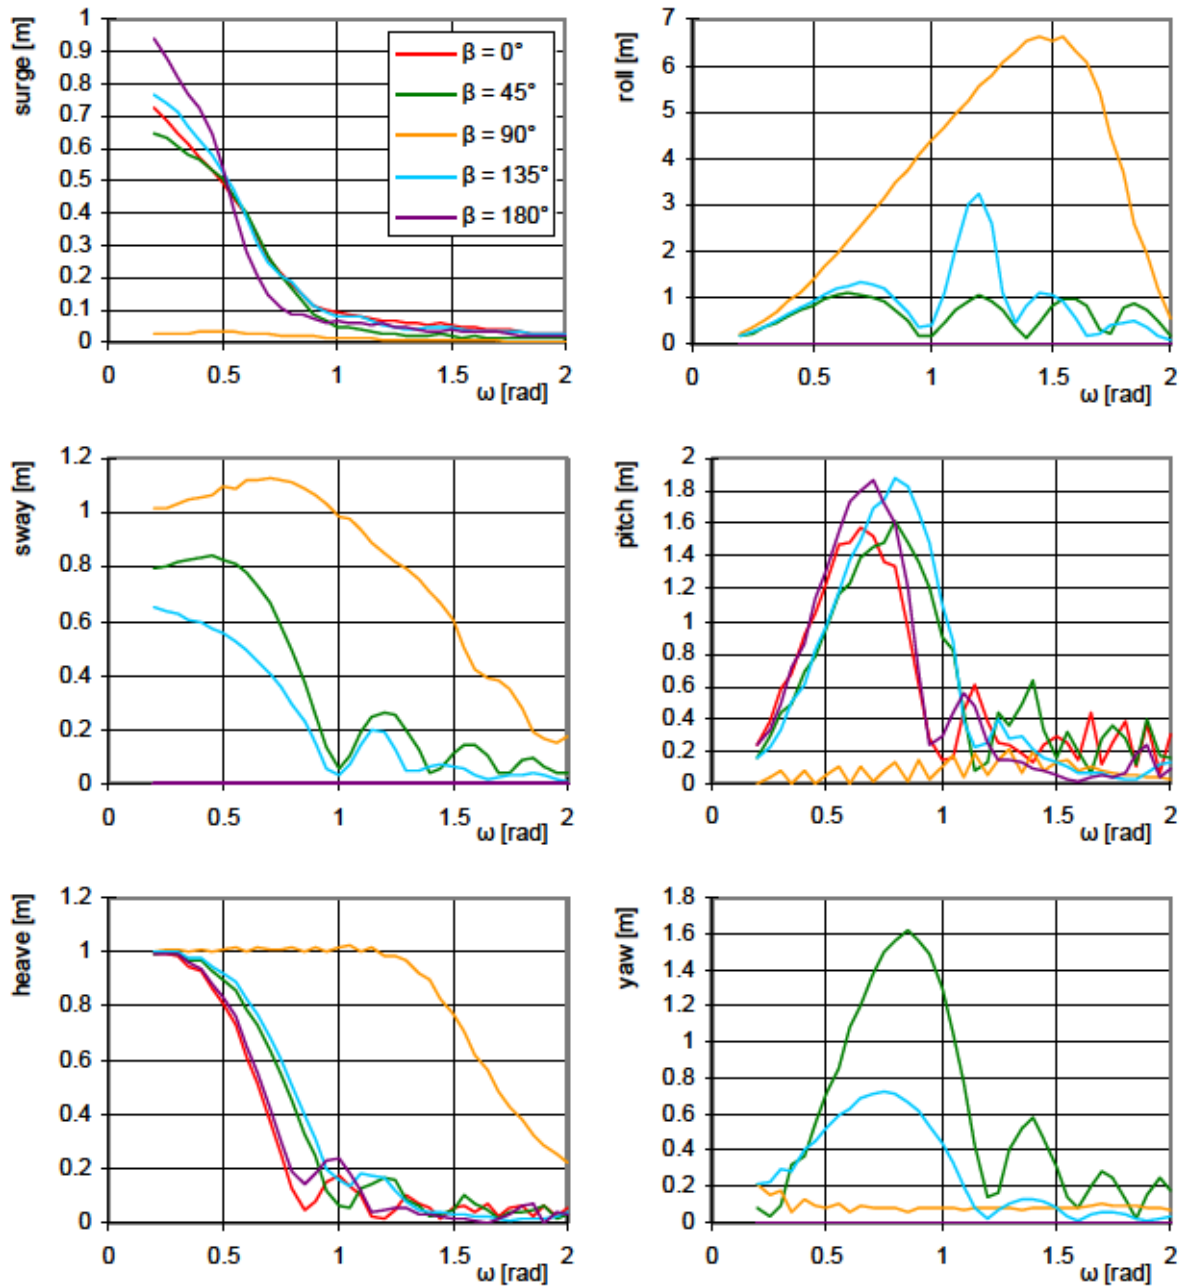 surge [m]
1
0.9
0.8
0.7
0.6
0.5
0.4
0.3
0.2
0.1
0
0 0.5 1 1.5 2
ω [rad]
β = 0°
β = 45°
β = 90°
β = 135°
β = 180°
roll [m]
7
6
5
4
3
2
1
0
0 0.5 1 1.5 2
ω [rad]
sway [m]
1.2
1
0.8
0.6
0.4
0.2
0
0 0.5 1 1.5 2
ω [rad]
pitch [m]
2
1.8
1.6
1.4
1.2
1
0.8
0.6
0.4
0.2
0
0 0.5 1 1.5 2
ω [rad]
heave [m]
1.2
1
0.8
0.6
0.4
0.2
0
0 0.5 1 1.5 2
ω [rad]
yaw [m]
1.8
1.6
1.4
1.2
1
0.8
0.6
0.4
0.2
0
0 0.5 1 1.5 2
ω [rad]